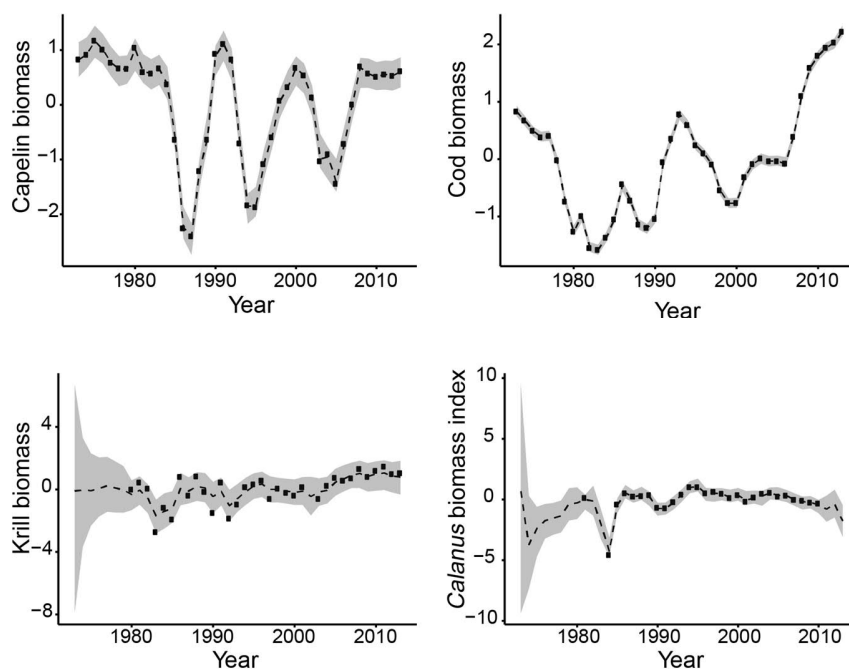 Capelin biomass
1
0
−1
−2
1980 1990 2000 2010
Year
Cod biomass
2
1
0
−1
1980 1990 2000 2010
Year
Krill biomass
4
0
−4
−8
1980 1990 2000 2010
Year
Calanus biomass index
10
5
0
−5
−10
1980 1990 2000 2010
Year